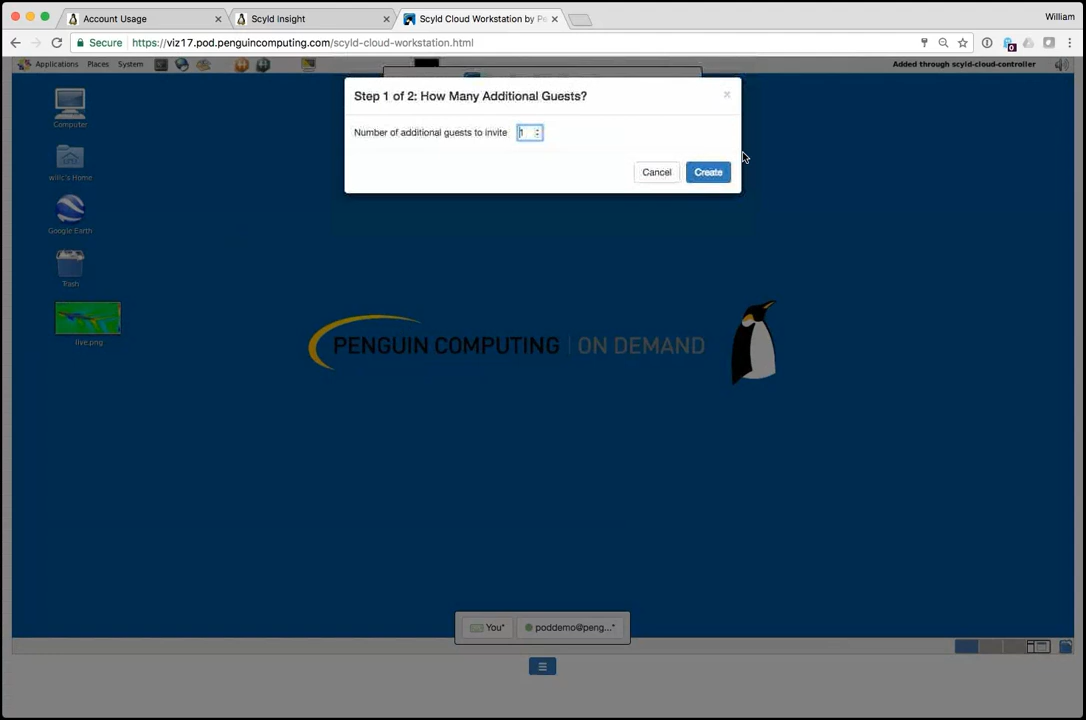 Account Usage
Scyld Insight
Scyld Cloud Workstation by Pe
William
Secure
https://viz17.pod.penguincomputing.com/scyld-cloud-workstation.html
0
Applications Places System
Added through scyld-cloud-controller
Step 1 of 2: How Many Additional Guests?
Number of additional guests to invite 1
Cancel
Create
Computer
willc's Home
Google Earth
Trash
live.png
PENGUIN COMPUTING | ON DEMAND
You*
poddemo@peng...*